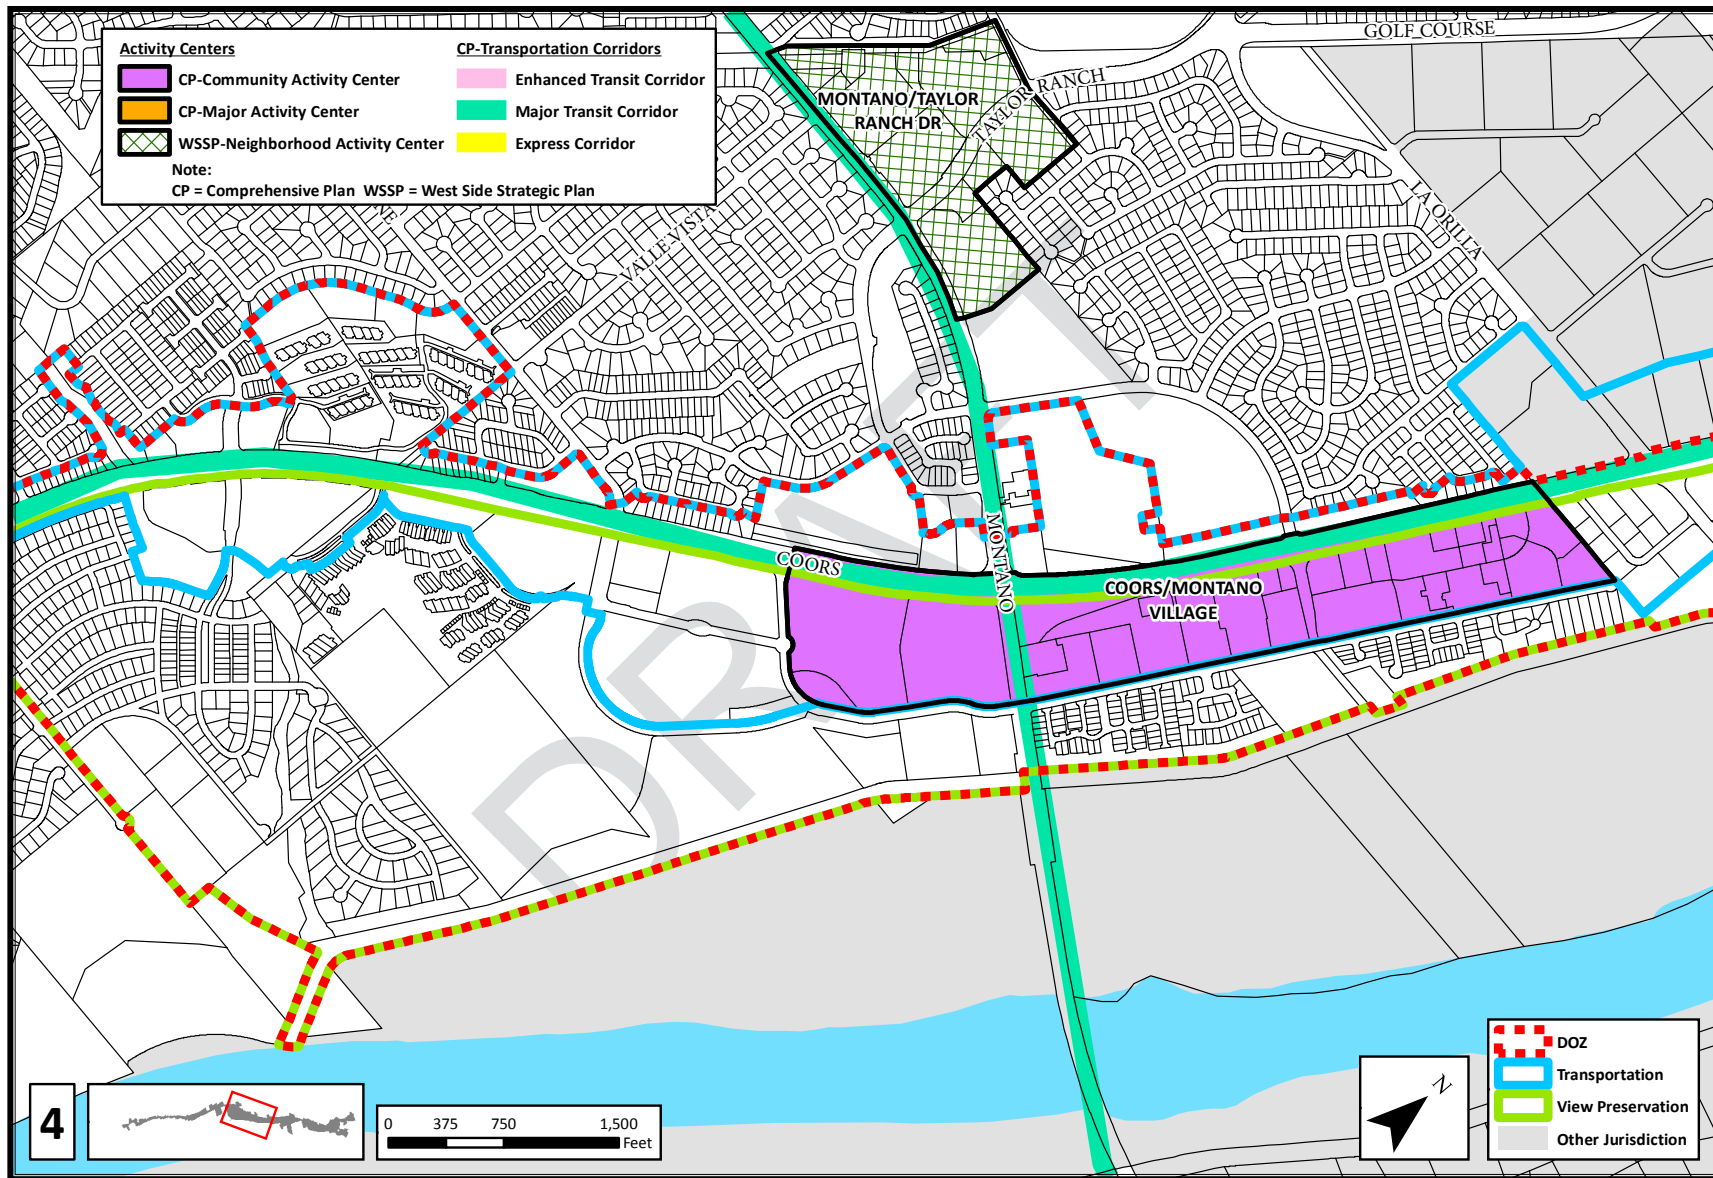 Activity Centers
CP-Community Activity Center
CP-Major Activity Center
WSSP-Neighborhood Activity Center
CP-Transportation Corridors
Enhanced Transit Corridor
Major Transit Corridor
Express Corridor
Note:
CP = Comprehensive Plan WSSP = West Side Strategic Plan
GOLF COURSE
TAYLOR RANCH
MONTANO/TAYLOR
RANCH DR
LA ORILLA
VALLE VISTA
COORS
MONTANO
COORS/MONTANO
VILLAGE
DRAFT
4
0 375 750 1,500
Feet
N
DOZ
Transportation
View Preservation
Other Jurisdiction